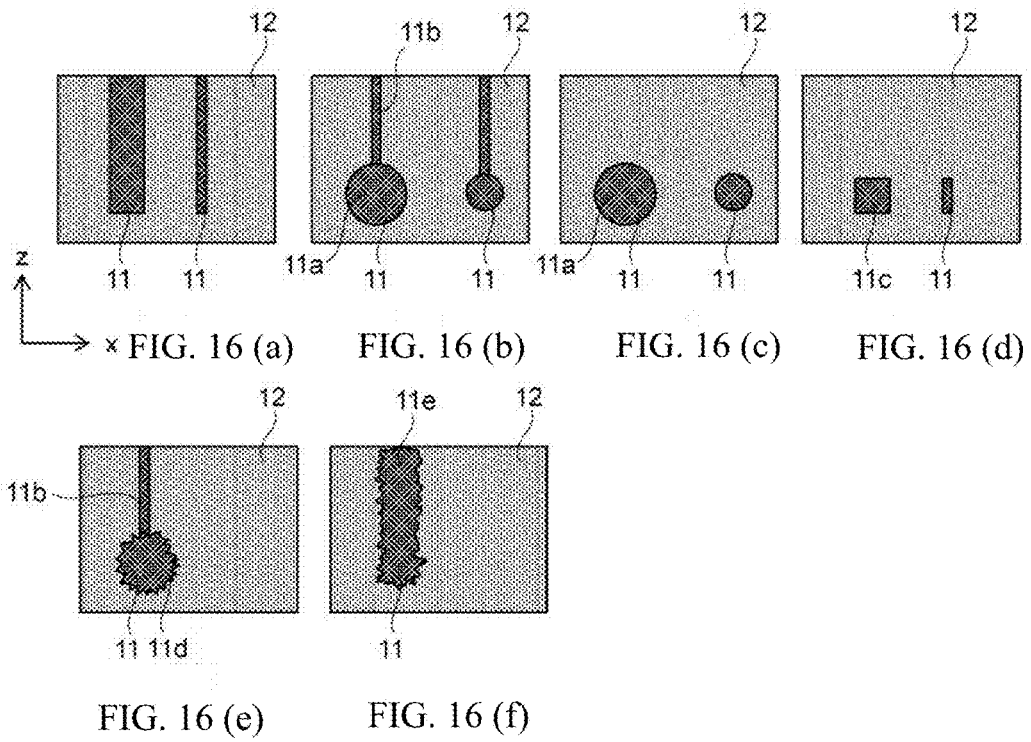 12 11b 12 12 12
11 11 11a 11 11 11a 11 11 11c 11
z
x FIG. 16 (a) FIG. 16 (b) FIG. 16 (c) FIG. 16 (d)
12 11e 12
11b
11 11d 11
FIG. 16 (e) FIG. 16 (f)